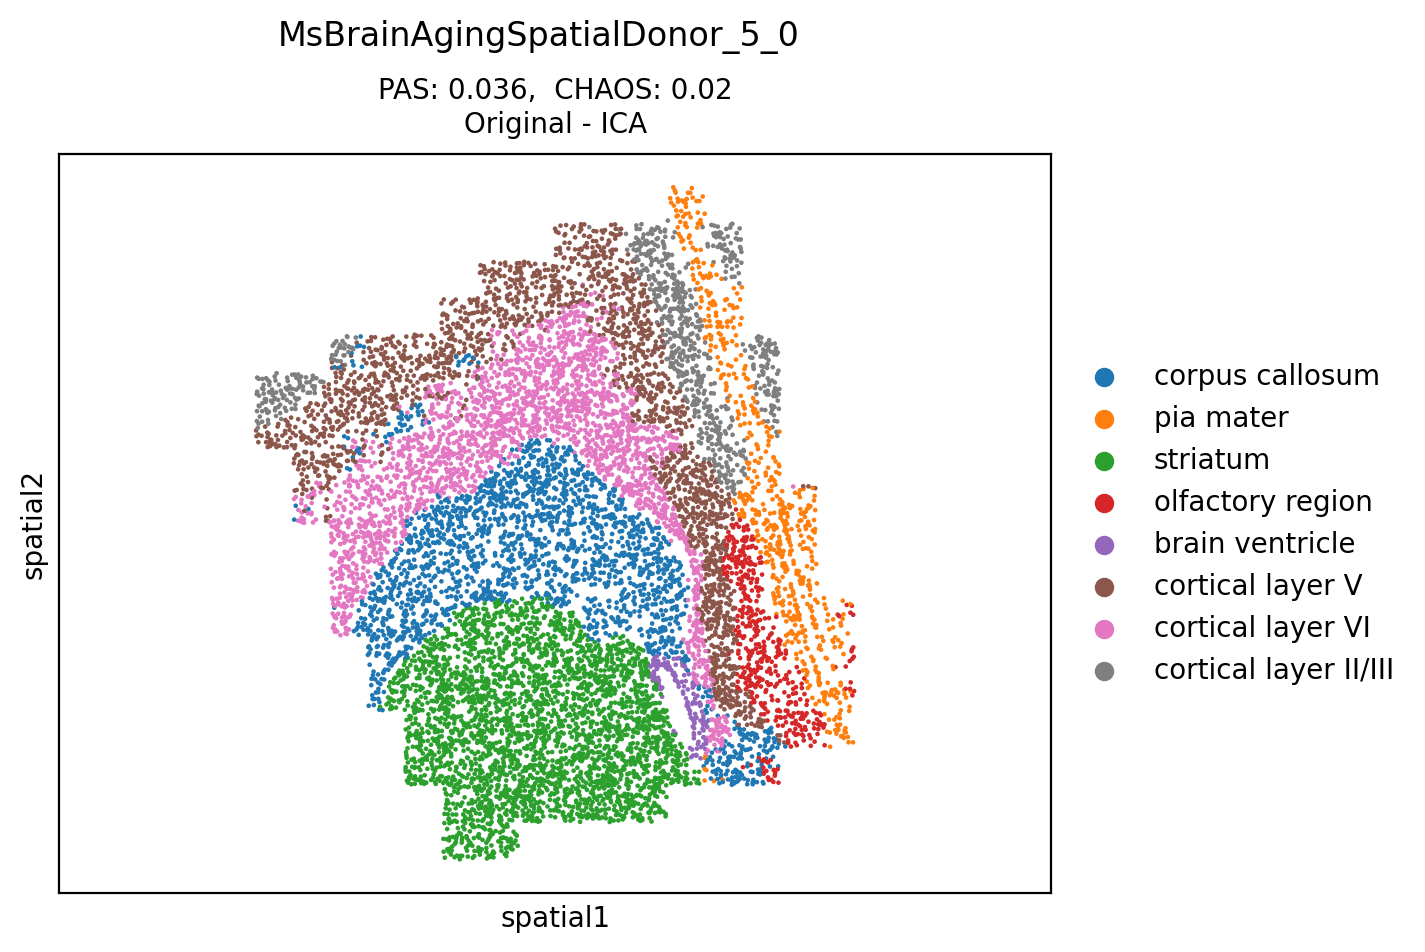 MsBrainAgingSpatialDonor_5_0
PAS: 0.036,  CHAOS: 0.02
Original - ICA
spatial2
corpus callosum
pia mater
striatum
olfactory region
brain ventricle
cortical layer V
cortical layer VI
cortical layer II/III
spatial1